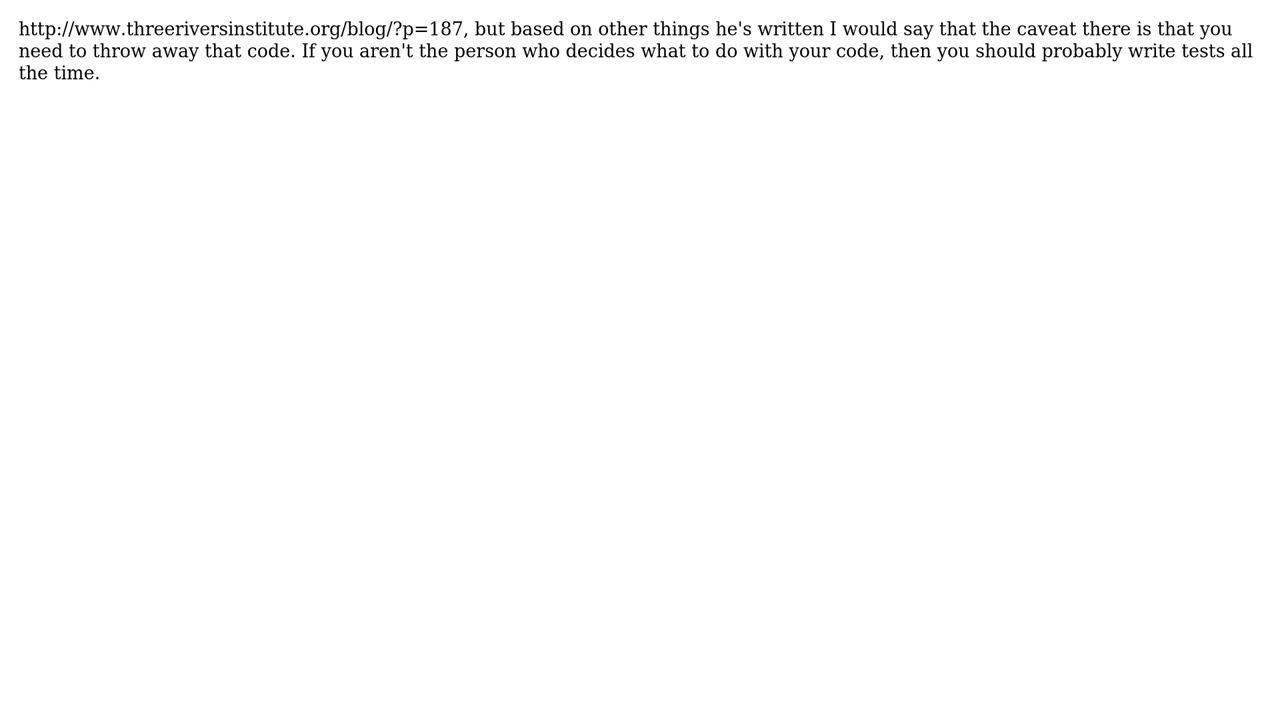 http://www.threeriversinstitute.org/blog/?p=187, but based on other things he's written I would say that the caveat there is that you
need to throw away that code. If you aren't the person who decides what to do with your code, then you should probably write tests all
the time.